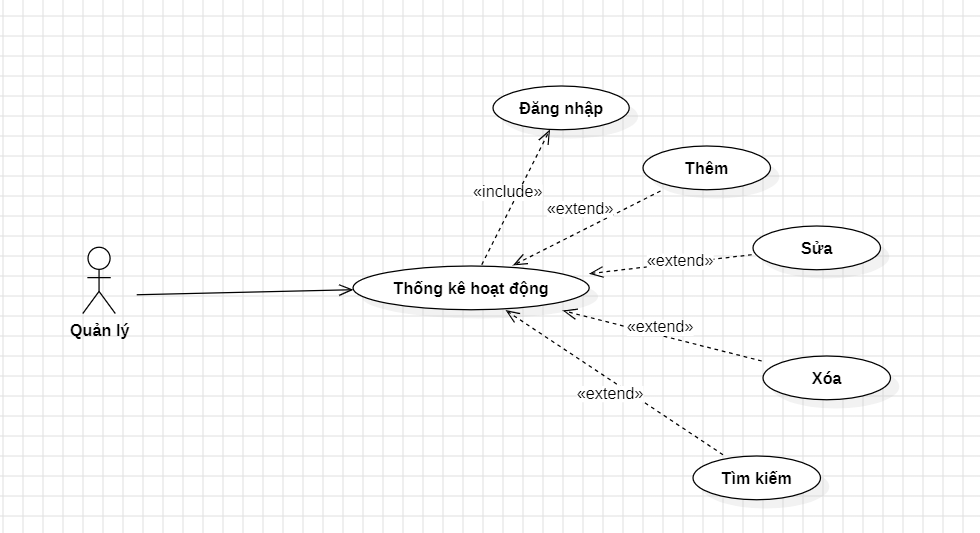 Đăng nhập
Thêm
«include»
«extend»
Sửa
«extend»
Thống kê hoạt động
Quản lý
«extend»
Xóa
«extend»
Tìm kiếm